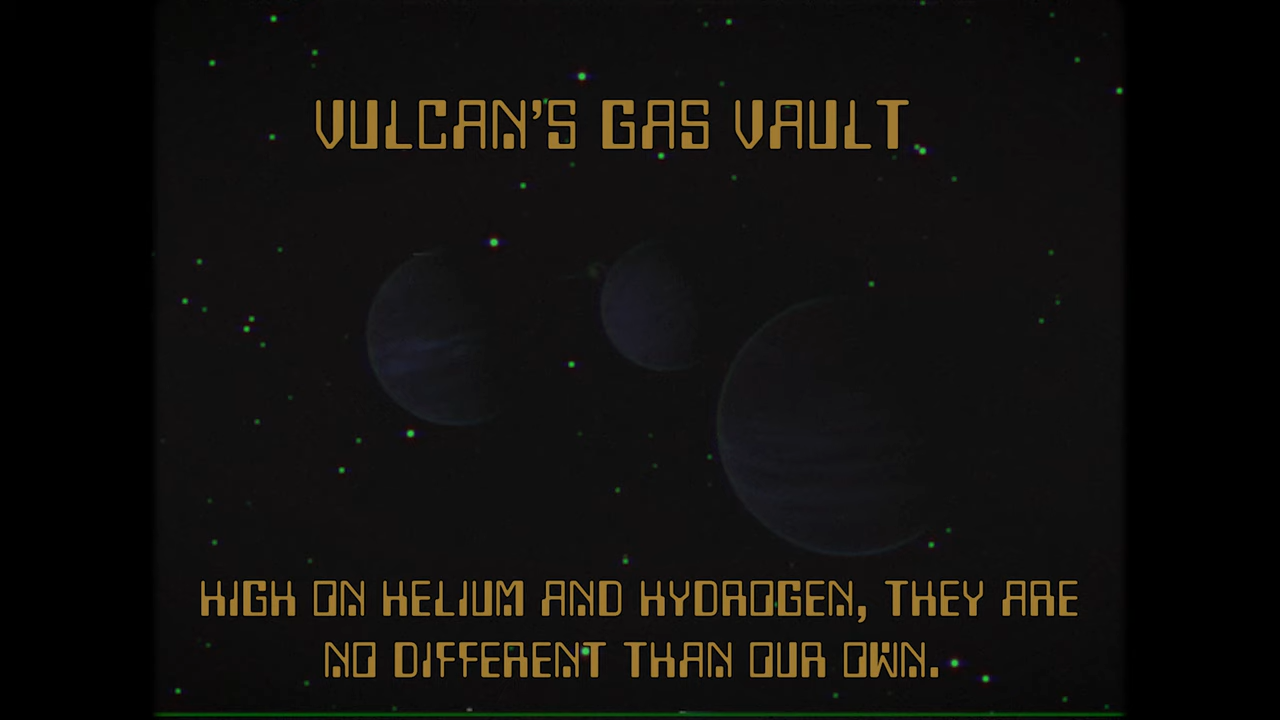 VULCAN'S GAS VAULT
HIGH ON HELIUM AND HYDROGEN, THEY ARE
NO DIFFERENT THAN OUR OWN.